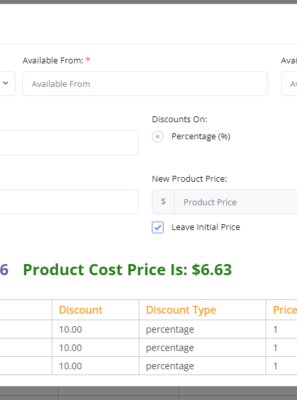 Available From: * Avai
Available From A
Discounts On:
Percentage (%)
New Product Price:
$ Product Price
Leave Initial Price
6 Product Cost Price Is: $6.63
Discount Discount Type Price
10.00 percentage 1
10.00 percentage 1
10.00 percentage 1